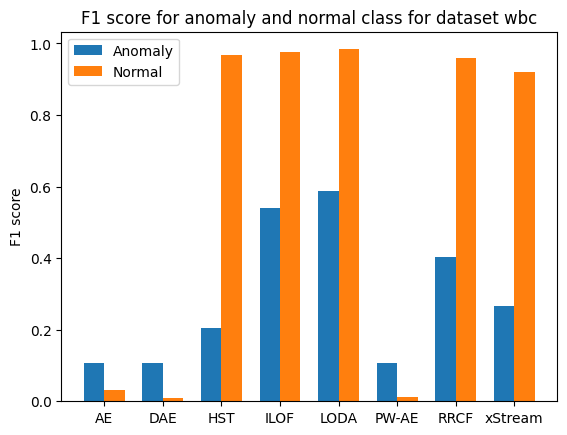 F1 score for anomaly and normal class for dataset wbc
Anomaly
Normal
F1 score
1.0
0.8
0.6
0.4
0.2
0.0
AE DAE HST ILOF LODA PW-AE RRCF xStream